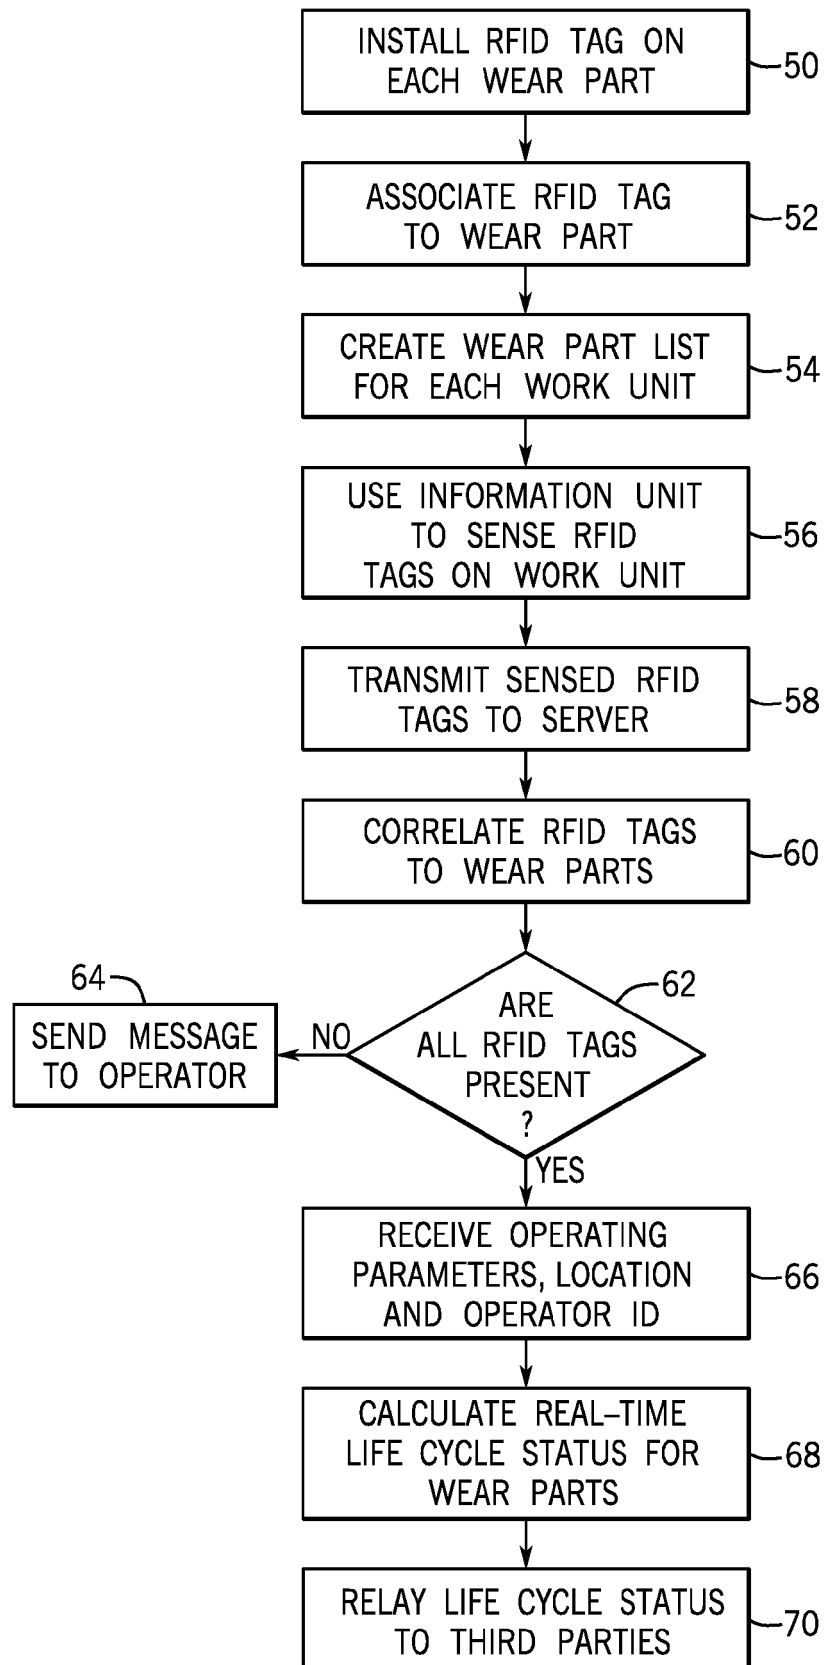 INSTALL RFID TAG ON
EACH WEAR PART
50
ASSOCIATE RFID TAG
TO WEAR PART
52
CREATE WEAR PART LIST
FOR EACH WORK UNIT
54
USE INFORMATION UNIT
TO SENSE RFID
TAGS ON WORK UNIT
56
TRANSMIT SENSED RFID
TAGS TO SERVER
58
CORRELATE RFID TAGS
TO WEAR PARTS
60
ARE
ALL RFID TAGS
PRESENT
?
62
NO
64
SEND MESSAGE
TO OPERATOR
YES
RECEIVE OPERATING
PARAMETERS, LOCATION
AND OPERATOR ID
66
CALCULATE REAL–TIME
LIFE CYCLE STATUS FOR
WEAR PARTS
68
RELAY LIFE CYCLE STATUS
TO THIRD PARTIES
70